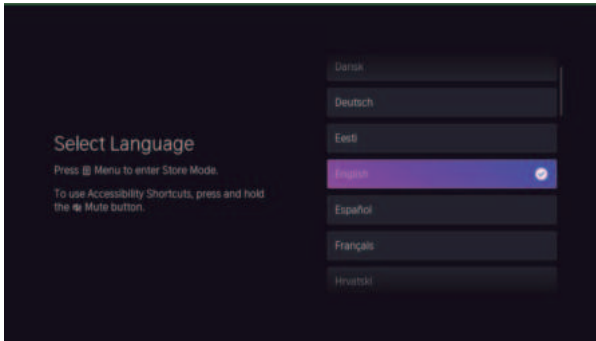 Select Language
Press Menu to enter Store Mode.
To use Accessibility Shortcuts, press and hold
the Mute button.
Dansk
Deutsch
Eesti
English
Español
Français
Hrvatski